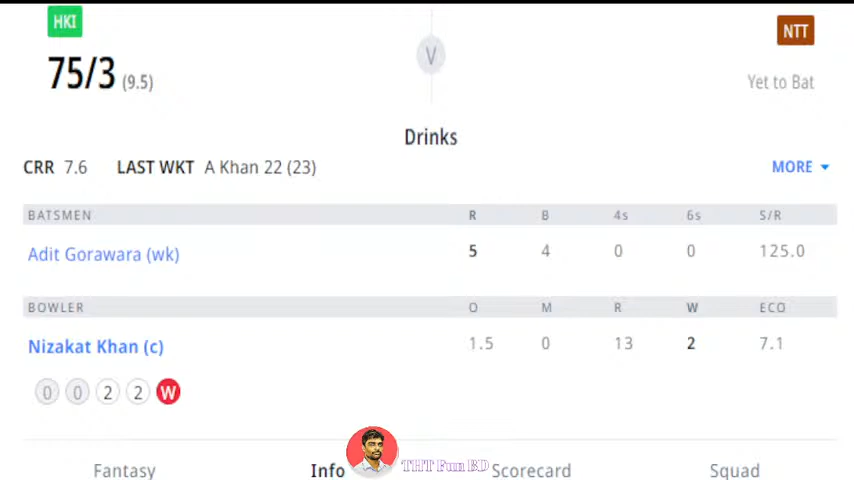 HKI
NTT
V
75/3 (9.5)
Yet to Bat
Drinks
CRR 7.6 LAST WKT A Khan 22 (23) MORE
BATSMEN R B 4s 6s S/R
Adit Gorawara (wk) 5 4 0 0 125.0
BOWLER O M R W ECO
Nizakat Khan (c) 1.5 0 13 2 7.1
0 0 2 2 W
Fantasy Info THT Fun BD Scorecard Squad